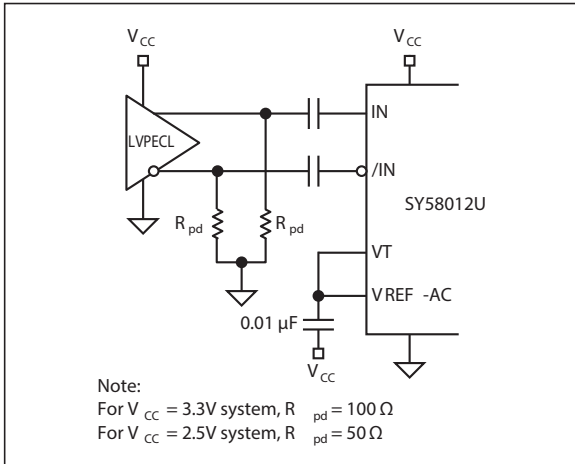 V CC
V CC
LVPECL
IN
/IN
SY58012U
R pd
R pd
VT
VREF -AC
0.01 µF
V CC
Note:
For V CC = 3.3V system, R pd = 100 Ω
For V CC = 2.5V system, R pd = 50 Ω